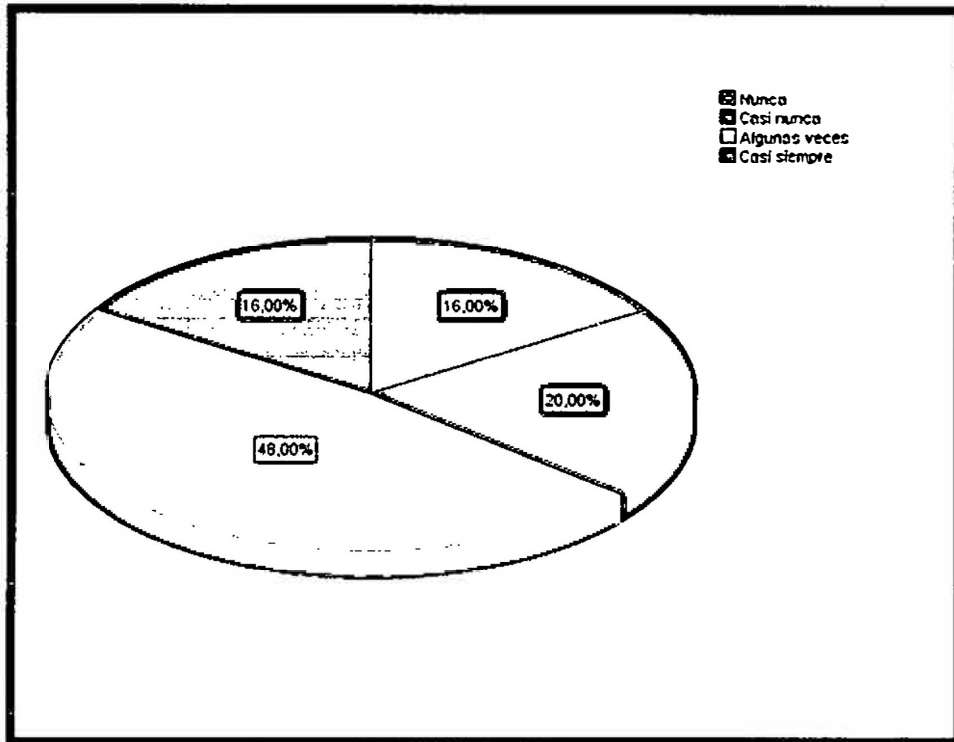 Nunca
Casi nunca
Algunas veces
Casi siempre
16,00%
16,00%
20,00%
48,00%